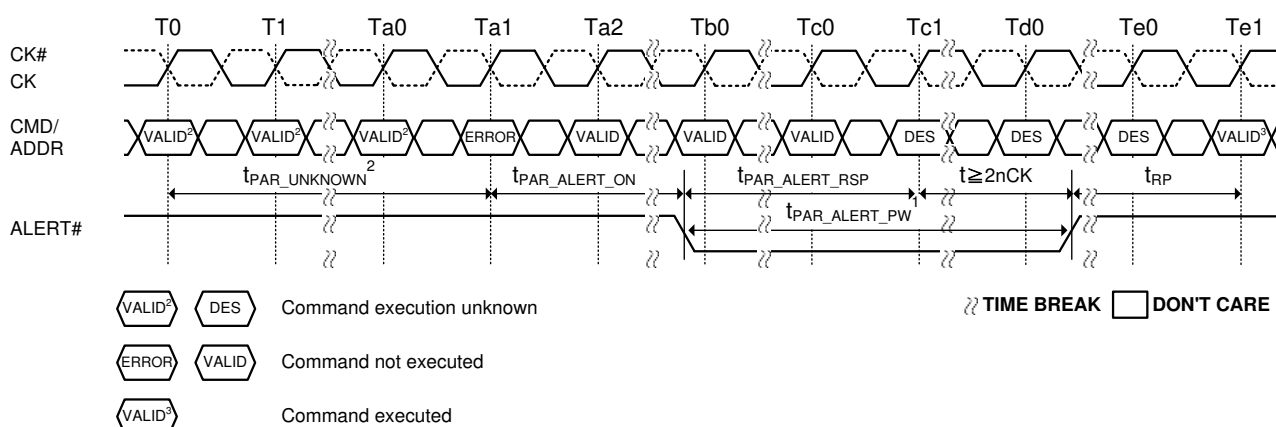 T0 T1 Ta0 Ta1 Ta2 Tb0 Tc0 Tc1 Td0 Te0 Te1
CK#
CK
CMD/
ADDR
VALID² VALID² VALID² ERROR VALID VALID VALID DES DES DES VALID³
tPAR_UNKNOWN² tPAR_ALERT_ON tPAR_ALERT_RSP t≧2nCK tRP
tPAR_ALERT_PW¹
ALERT#
VALID² DES Command execution unknown
TIME BREAK DON'T CARE
ERROR VALID Command not executed
VALID³ Command executed